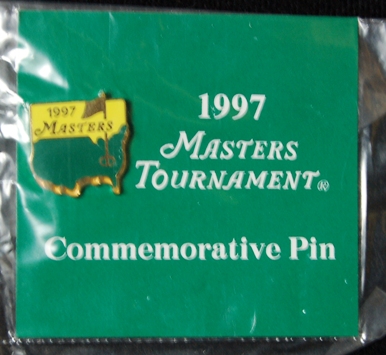 1997
MASTERS
1997
MASTERS
TOURNAMENT®
Commemorative Pin